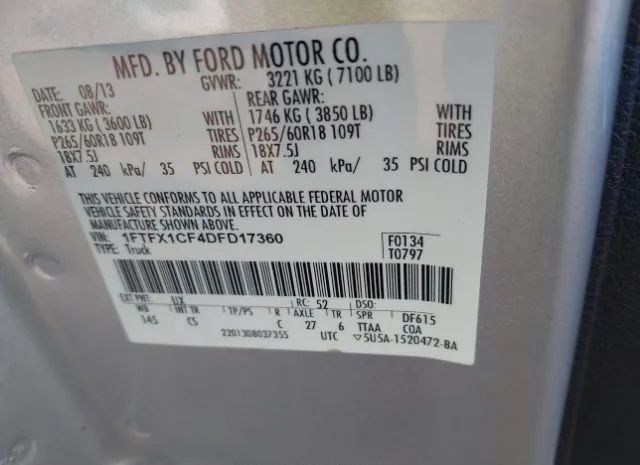 MFD. BY FORD MOTOR CO.
DATE: 08/13 GVWR: 3221 KG ( 7100 LB)
FRONT GAWR: REAR GAWR:
1633 KG ( 3600 LB) WITH 1746 KG ( 3850 LB) WITH
P265/60R18 109T TIRES P265/60R18 109T TIRES
18X7.5J RIMS 18X7.5J RIMS
AT 240 kPa/ 35 PSI COLD AT 240 kPa/ 35 PSI COLD
THIS VEHICLE CONFORMS TO ALL APPLICABLE FEDERAL MOTOR
VEHICLE SAFETY STANDARDS IN EFFECT ON THE DATE OF
MANUFACTURE SHOWN ABOVE.
VIN: 1FTFX1CF4DFD17360 F0134
TYPE: Truck T0797
EXT PNT: UX RC: 52 DSO:
WB INT TR TP/PS R AXLE TR SPR DF615
145 CS C 27 6 TTAA COA
2201308037355 UTC ▽5U5A-1520472-BA